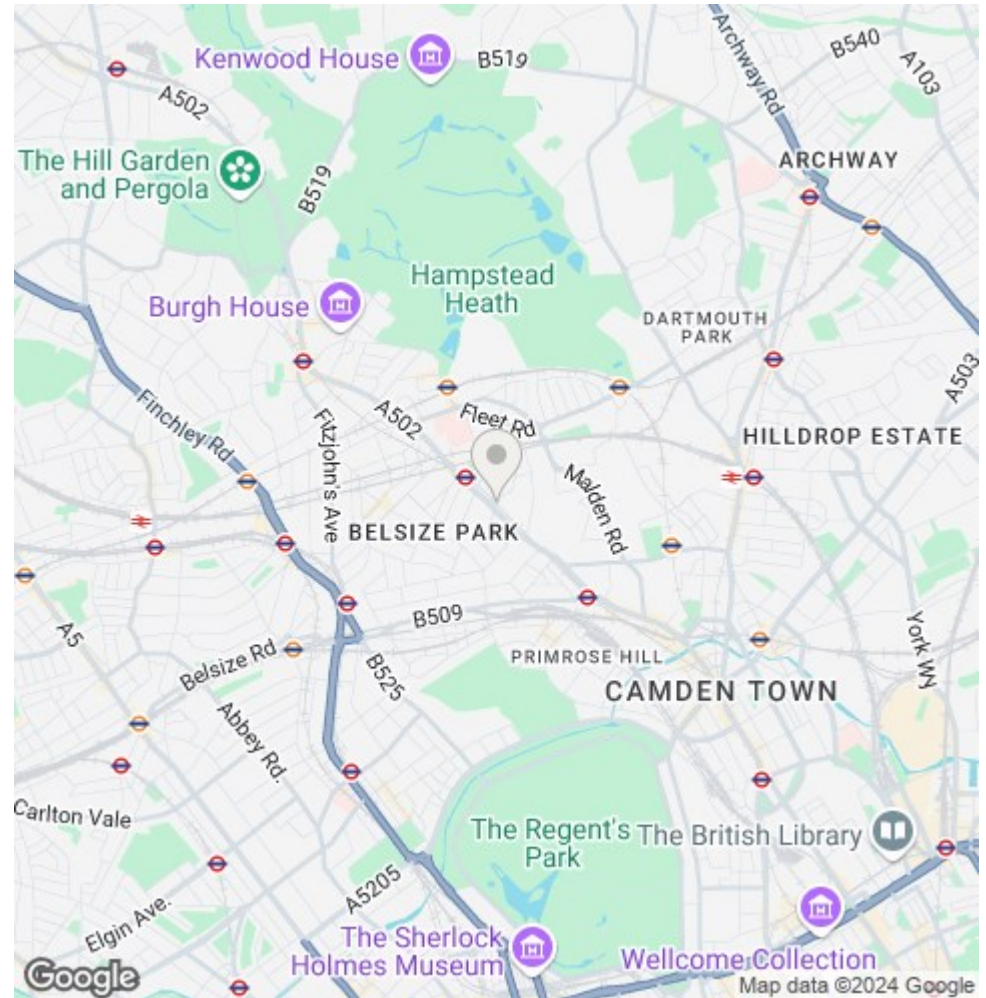 Kenwood House
B519
B540
A103
A502
Archway Rd
The Hill Garden
and Pergola
B519
ARCHWAY
Hampstead
Heath
Burgh House
DARTMOUTH
PARK
A503
Finchley Rd
Fitzjohn's Ave
A502
Fleet Rd
HILLDROP ESTATE
Malden Rd
BELSIZE PARK
A5
B509
York Wy
Belsize Rd
B525
PRIMROSE HILL
CAMDEN TOWN
Abbey Rd.
Carlton Vale
The Regent's
Park
The British Library
A5205
Elgin Ave.
The Sherlock
Holmes Museum
Wellcome Collection
Google
Map data ©2024 Google